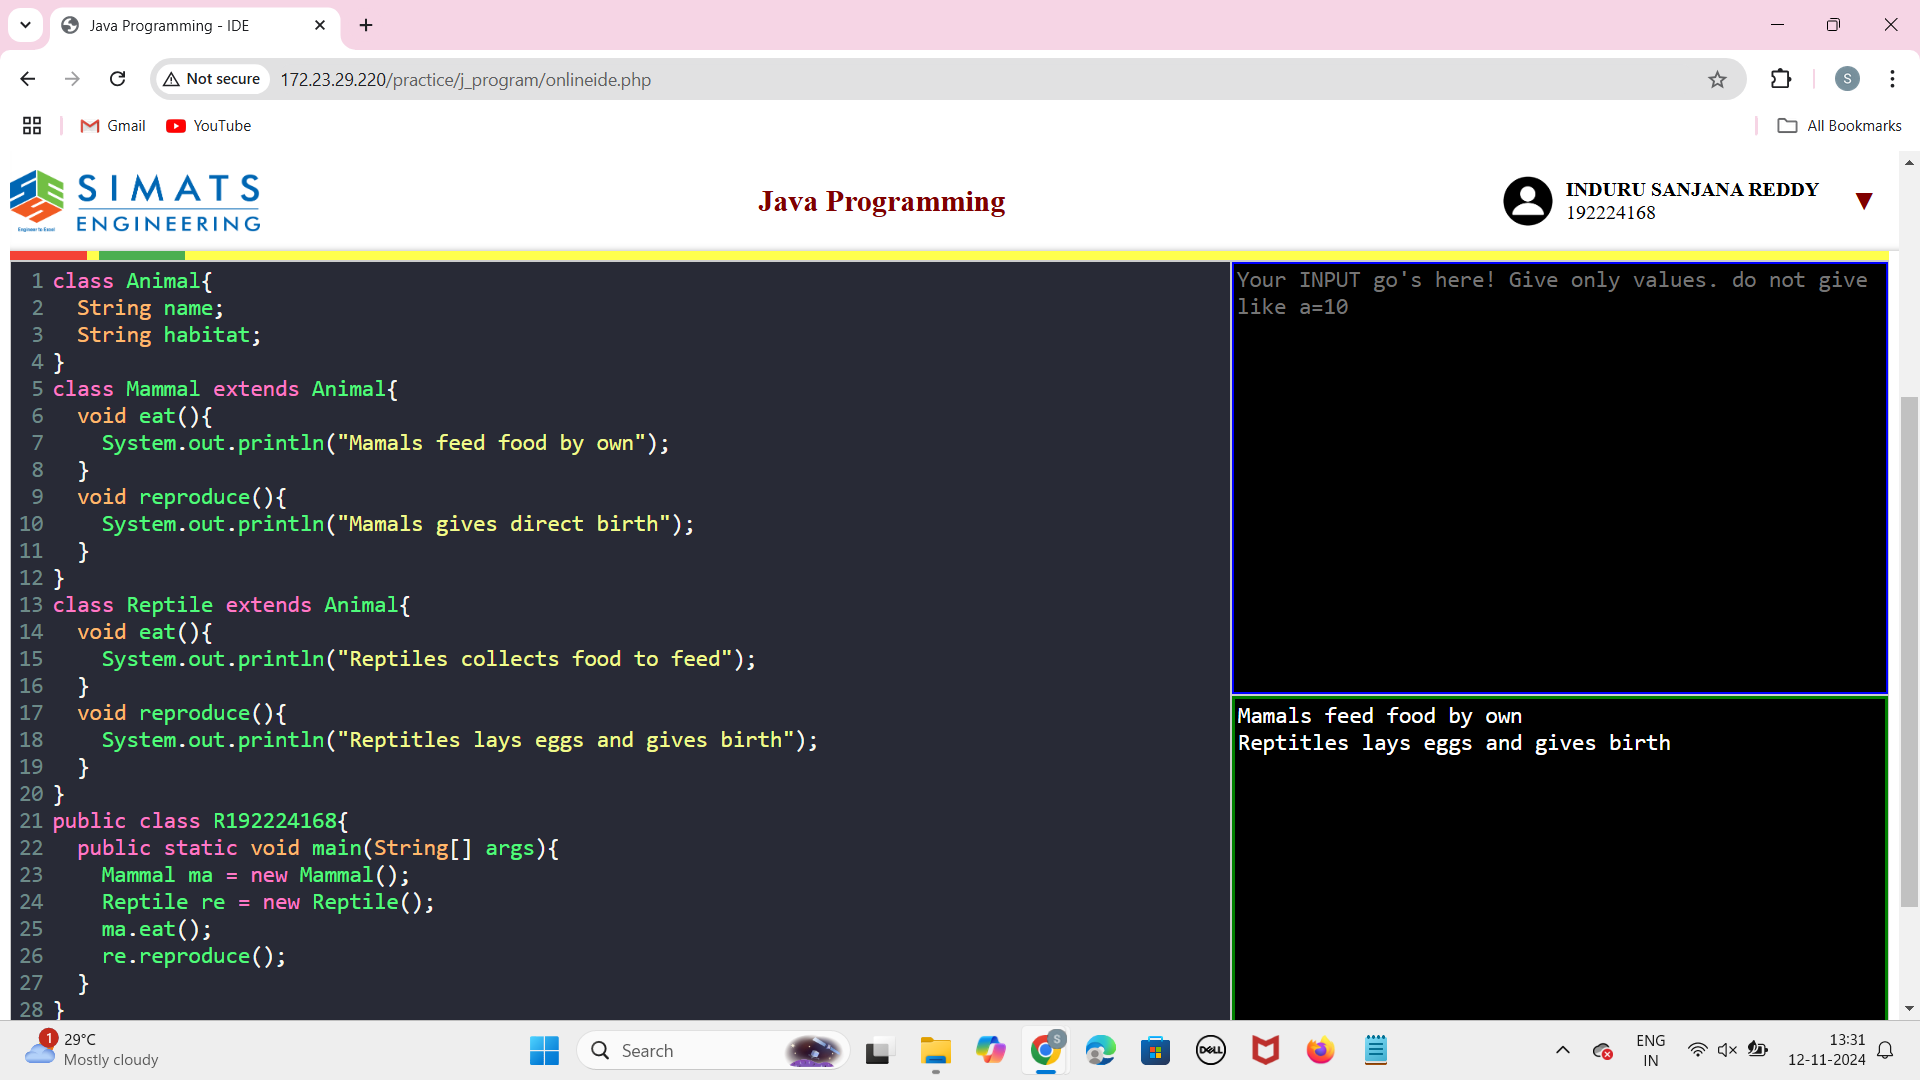 Java Programming - IDE
Not secure
172.23.29.220/practice/j_program/onlineide.php
S
Gmail
YouTube
All Bookmarks
SIMATS
ENGINEERING
Engineer to Excel
Java Programming
INDURU SANJANA REDDY
192224168
1 class Animal{
2   String name;
3   String habitat;
4 }
5 class Mammal extends Animal{
6   void eat(){
7     System.out.println("Mamals feed food by own");
8   }
9   void reproduce(){
10     System.out.println("Mamals gives direct birth");
11   }
12 }
13 class Reptile extends Animal{
14   void eat(){
15     System.out.println("Reptiles collects food to feed");
16   }
17   void reproduce(){
18     System.out.println("Reptitles lays eggs and gives birth");
19   }
20 }
21 public class R192224168{
22   public static void main(String[] args){
23     Mammal ma = new Mammal();
24     Reptile re = new Reptile();
25     ma.eat();
26     re.reproduce();
27   }
28 }
Your INPUT go's here! Give only values. do not give
like a=10
Mamals feed food by own
Reptitles lays eggs and gives birth
1
29°C
Mostly cloudy
Search
S
DELL
ENG
IN
13:31
12-11-2024